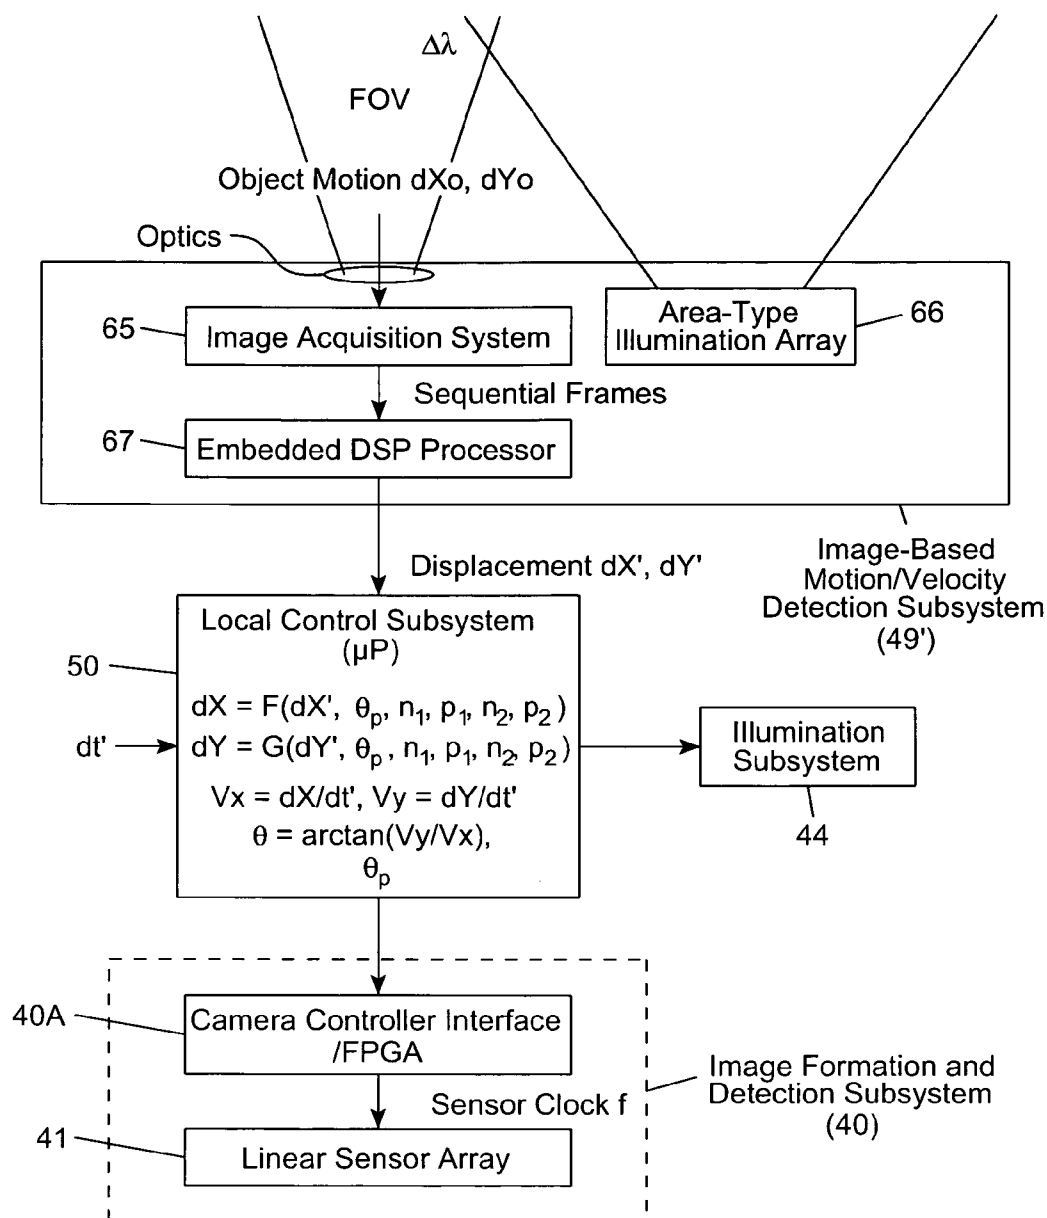 Δλ
FOV
Object Motion dXo, dYo
Optics
65
Image Acquisition System
Area-Type
Illumination Array
66
Sequential Frames
67
Embedded DSP Processor
Displacement dX', dY'
Image-Based
Motion/Velocity
Detection Subsystem
(49')
Local Control Subsystem
(µP)
50
dX = F(dX', θp, n1, p1, n2, p2)
dt'
dY = G(dY', θp, n1, p1, n2, p2)
Vx = dX/dt', Vy = dY/dt'
θ = arctan(Vy/Vx),
θp
Illumination
Subsystem
44
40A
Camera Controller Interface
/FPGA
Sensor Clock f
Image Formation and
Detection Subsystem
(40)
41
Linear Sensor Array